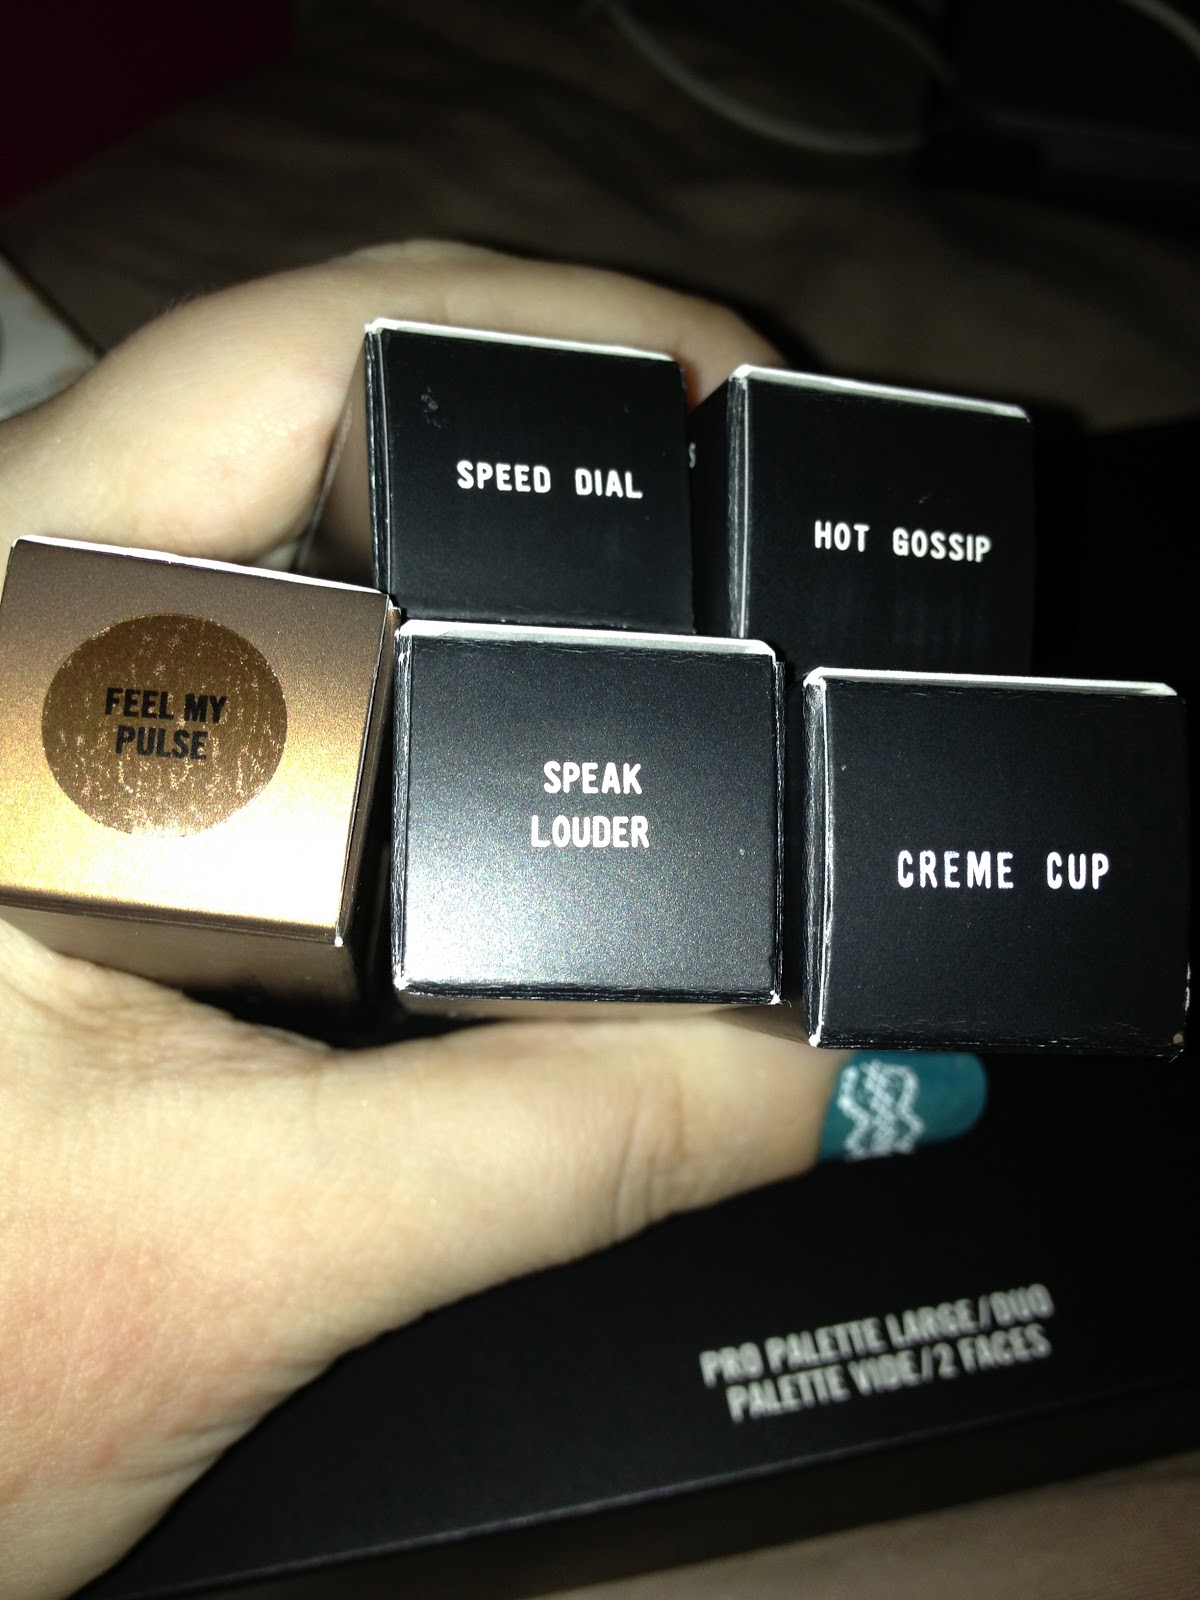 SPEED DIAL
S
HOT GOSSIP
FEEL MY
PULSE
SPEAK
LOUDER
CREME CUP
PRO PALETTE LARGE/DUO
PALETTE VIDE/2 FACES